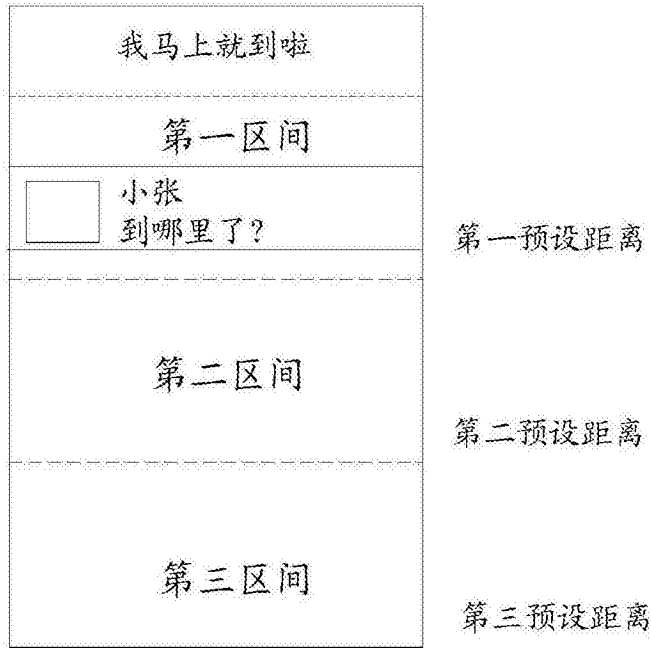 我马上就到啦
第一区间
小张
到哪里了?
第一预设距离
第二区间
第二预设距离
第三区间
第三预设距离